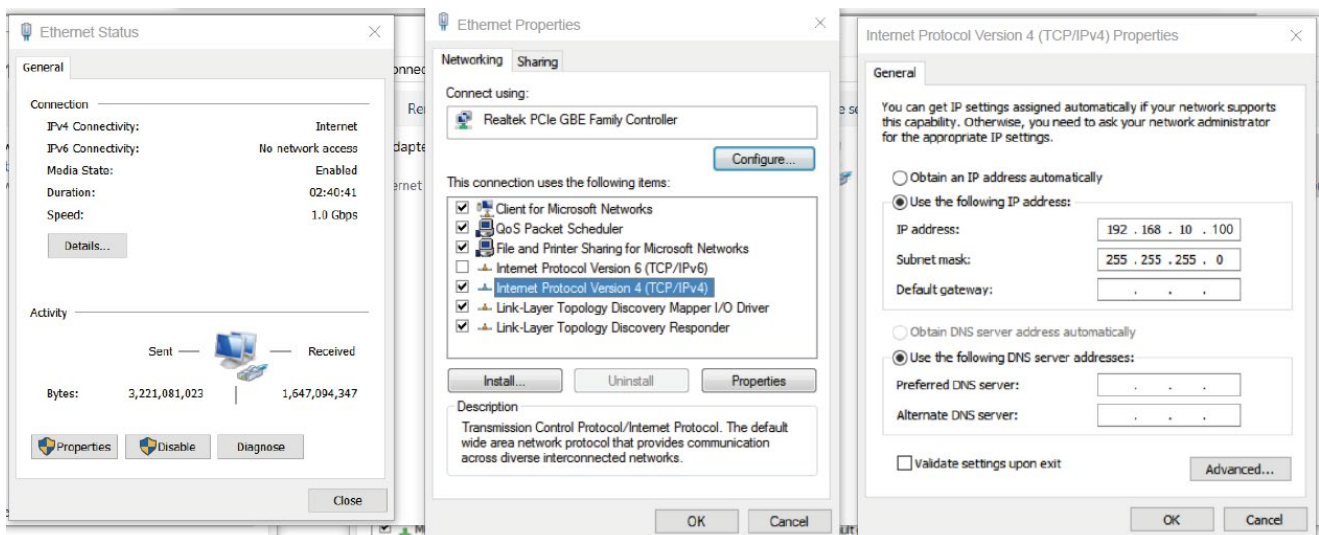 Ethernet Status
General
Connection
IPv4 Connectivity: Internet
IPv6 Connectivity: No network access
Media State: Enabled
Duration: 02:40:41
Speed: 1.0 Gbps
Details...
Activity
Sent — — Received
Bytes: 3,221,081,023 1,647,094,347
Properties Disable Diagnose
Close
Ethernet Properties
Networking Sharing
Connect using:
Realtek PCIe GBE Family Controller
Configure...
This connection uses the following items:
Client for Microsoft Networks
QoS Packet Scheduler
File and Printer Sharing for Microsoft Networks
Internet Protocol Version 6 (TCP/IPv6)
Internet Protocol Version 4 (TCP/IPv4)
Link-Layer Topology Discovery Mapper I/O Driver
Link-Layer Topology Discovery Responder
Install... Uninstall Properties
Description
Transmission Control Protocol/Internet Protocol. The default
wide area network protocol that provides communication
across diverse interconnected networks.
OK Cancel
Internet Protocol Version 4 (TCP/IPv4) Properties
General
You can get IP settings assigned automatically if your network supports
this capability. Otherwise, you need to ask your network administrator
for the appropriate IP settings.
Obtain an IP address automatically
Use the following IP address:
IP address: 192 . 168 . 10 . 100
Subnet mask: 255 . 255 . 255 . 0
Default gateway: . . .
Obtain DNS server address automatically
Use the following DNS server addresses:
Preferred DNS server: . . .
Alternate DNS server: . . .
Validate settings upon exit
Advanced...
OK Cancel